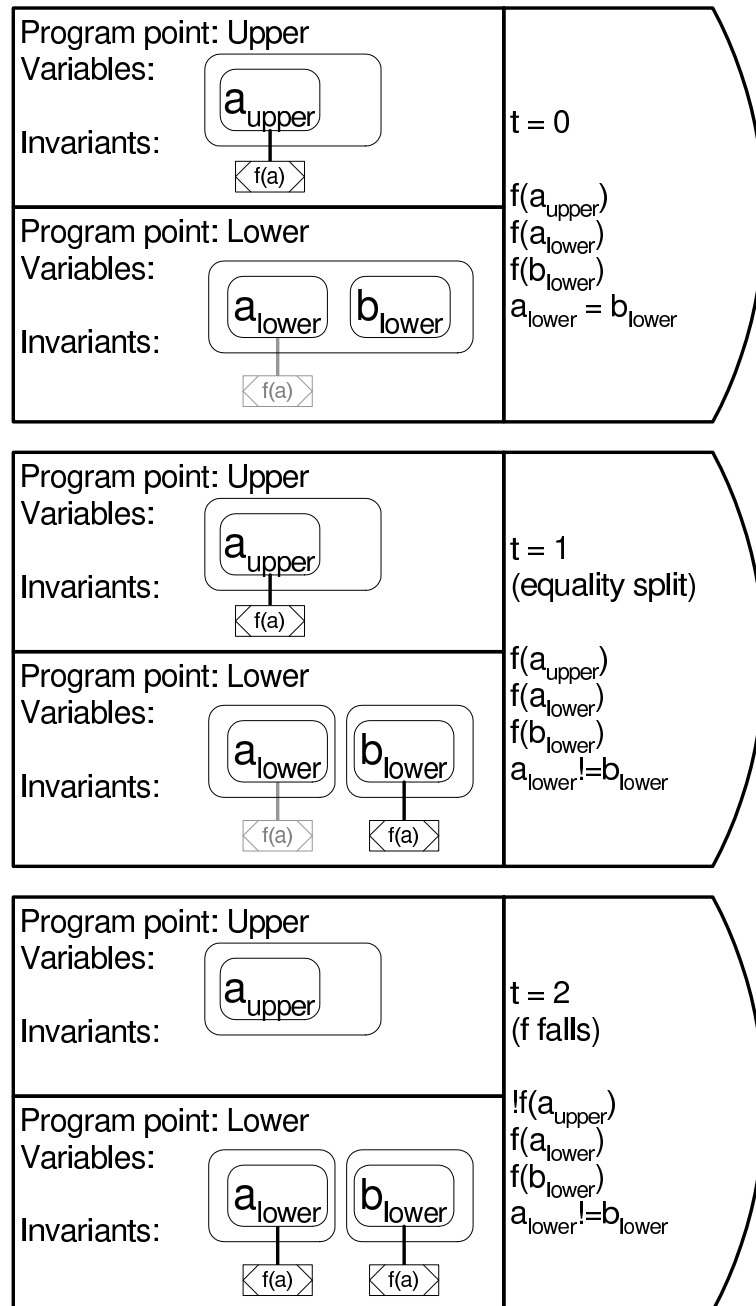 Program point: Upper
Variables:
a_upper
Invariants:
f(a)
Program point: Lower
Variables:
a_lower b_lower
Invariants:
f(a)
t = 0
f(a_upper)
f(a_lower)
f(b_lower)
a_lower = b_lower
Program point: Upper
Variables:
a_upper
Invariants:
f(a)
Program point: Lower
Variables:
a_lower b_lower
Invariants:
f(a) f(a)
t = 1
(equality split)
f(a_upper)
f(a_lower)
f(b_lower)
a_lower!=b_lower
Program point: Upper
Variables:
a_upper
Invariants:
Program point: Lower
Variables:
a_lower b_lower
Invariants:
f(a) f(a)
t = 2
(f falls)
!f(a_upper)
f(a_lower)
f(b_lower)
a_lower!=b_lower